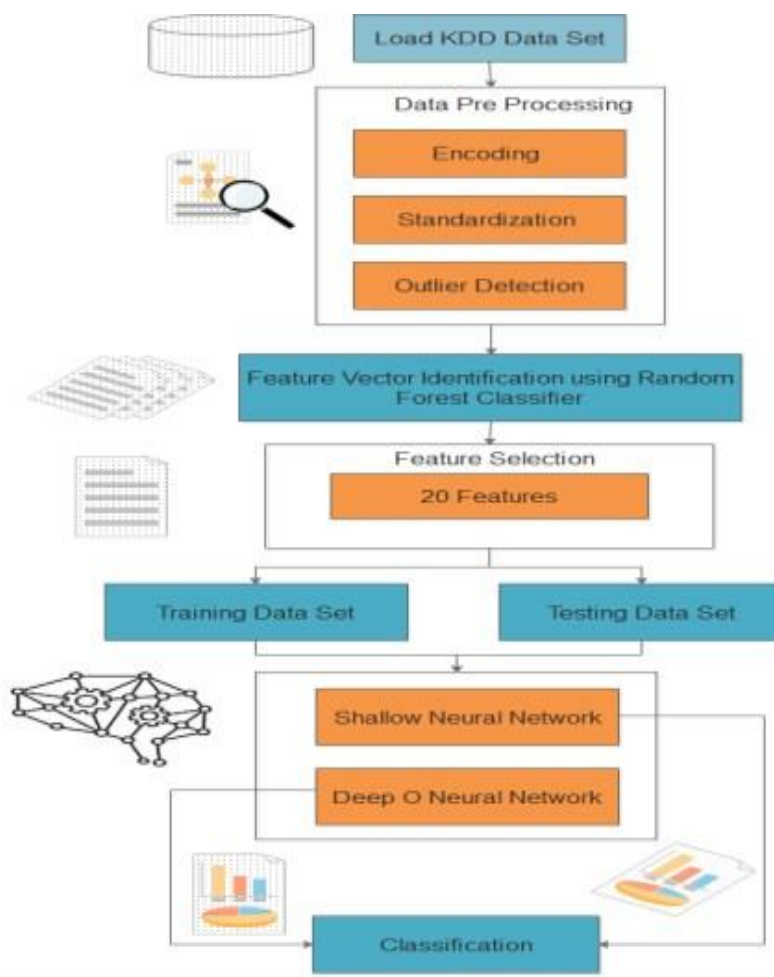 Load KDD Data Set
Data Pre Processing
Encoding
Standardization
Outlier Detection
Feature Vector Identification using Random
Forest Classifier
Feature Selection
20 Features
Training Data Set
Testing Data Set
Shallow Neural Network
Deep O Neural Network
Classification